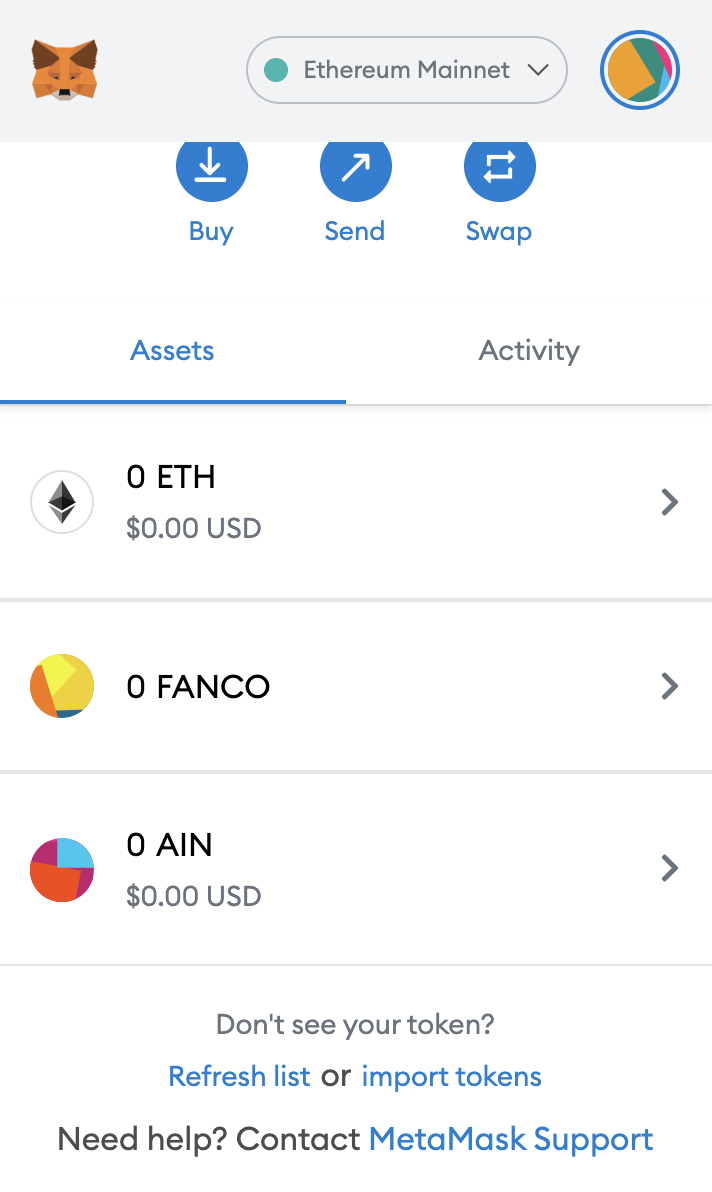 Ethereum Mainnet
Buy Send Swap
Assets Activity
0 ETH
$0.00 USD
0 FANCO
0 AIN
$0.00 USD
Don't see your token?
Refresh list or import tokens
Need help? Contact MetaMask Support